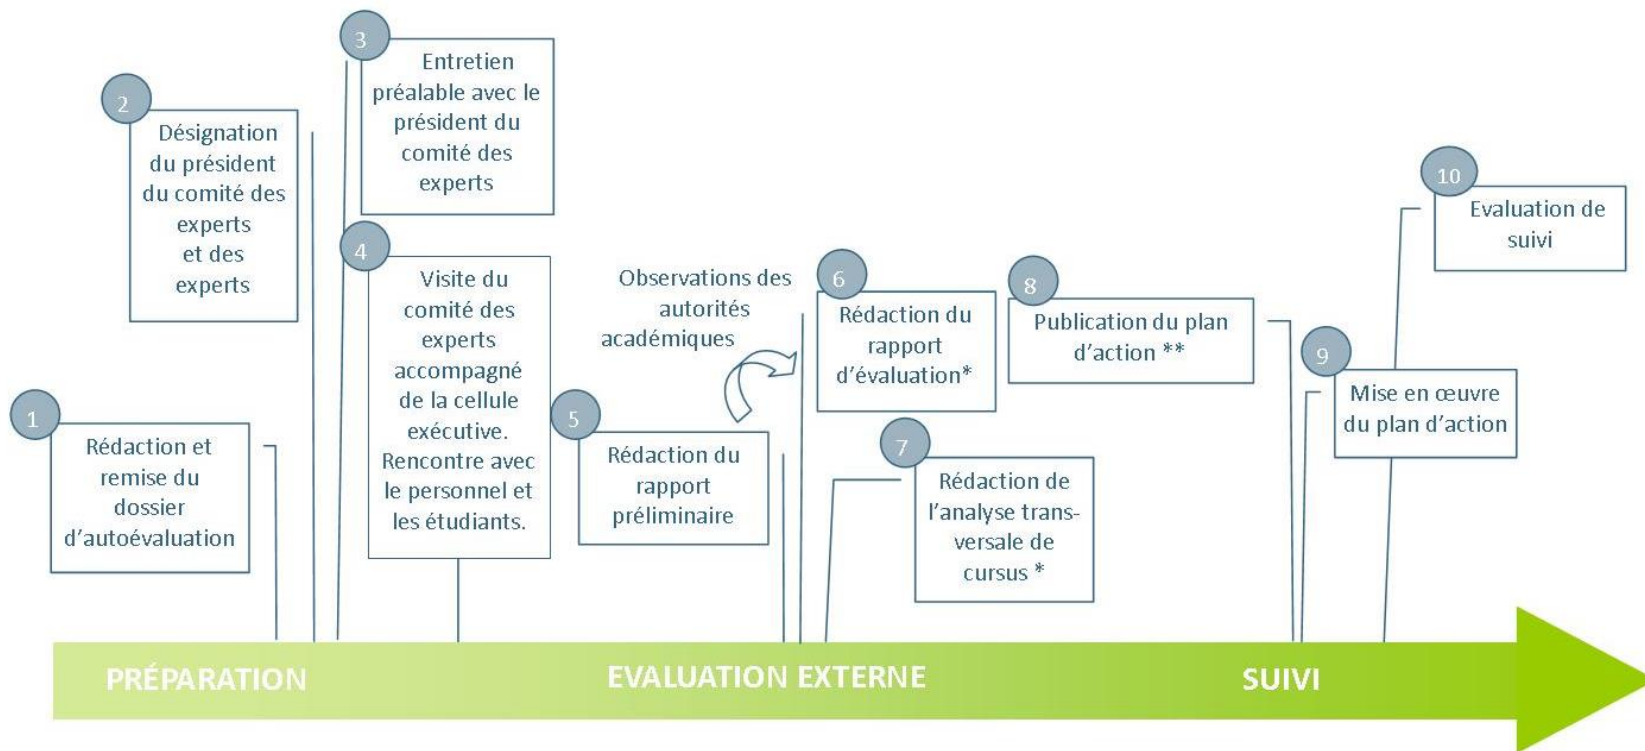 1
Rédaction et
remise du
dossier
d'autoévaluation
2
Désignation
du président
du comité des
experts
et des
experts
3
Entretien
préalable avec le
président du
comité des
experts
4
Visite du
comité des
experts
accompagné
de la cellule
exécutive.
Rencontre avec
le personnel et
les étudiants.
5
Rédaction du
rapport
préliminaire
Observations des
autorités
académiques
6
Rédaction du
rapport
d'évaluation*
7
Rédaction de
l'analyse trans-
versale de
cursus *
8
Publication du plan
d'action **
9
Mise en œuvre
du plan d'action
10
Evaluation de
suivi
PRÉPARATION
EVALUATION EXTERNE
SUIVI